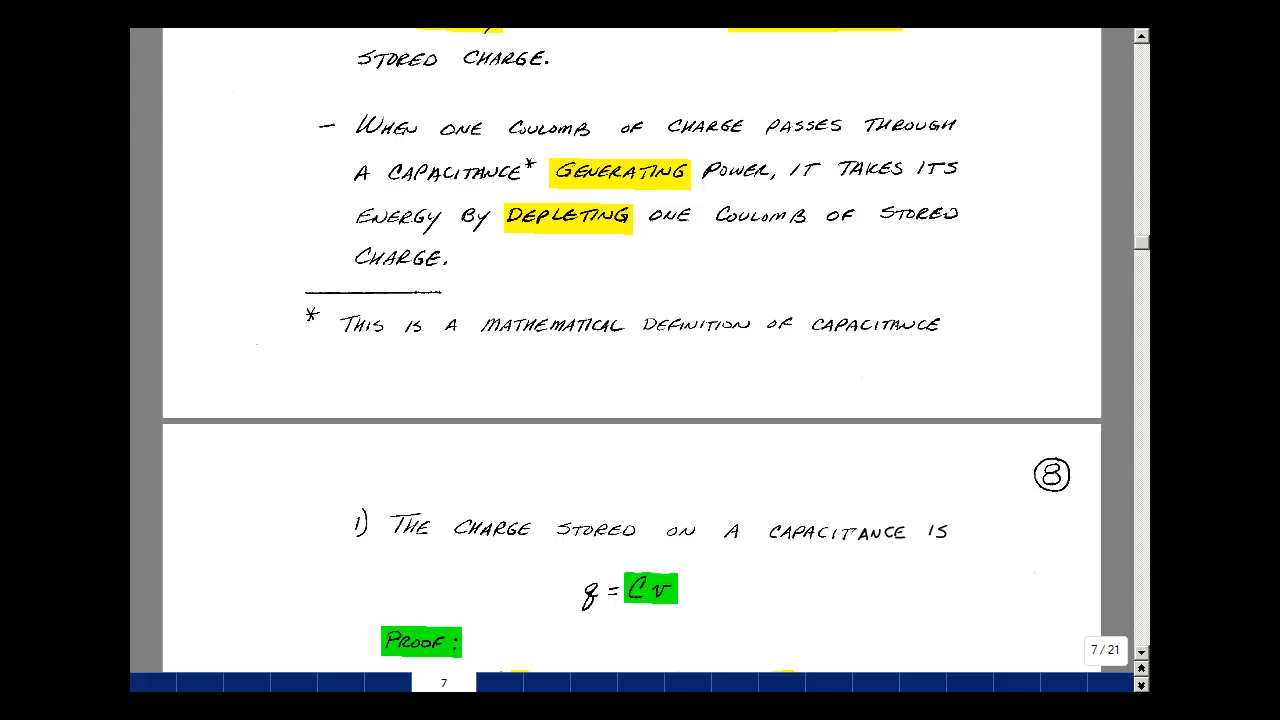 STORED CHARGE.
— WHEN ONE COULOMB OF CHARGE PASSES THROUGH
A CAPACITANCE* GENERATING POWER, IT TAKES ITS
ENERGY BY DEPLETING ONE COULOMB OF STORED
CHARGE.
* THIS IS A MATHEMATICAL DEFINITION OF CAPACITANCE
8
1) THE CHARGE STORED ON A CAPACITANCE IS
q = Cv
PROOF:
7 / 21
7